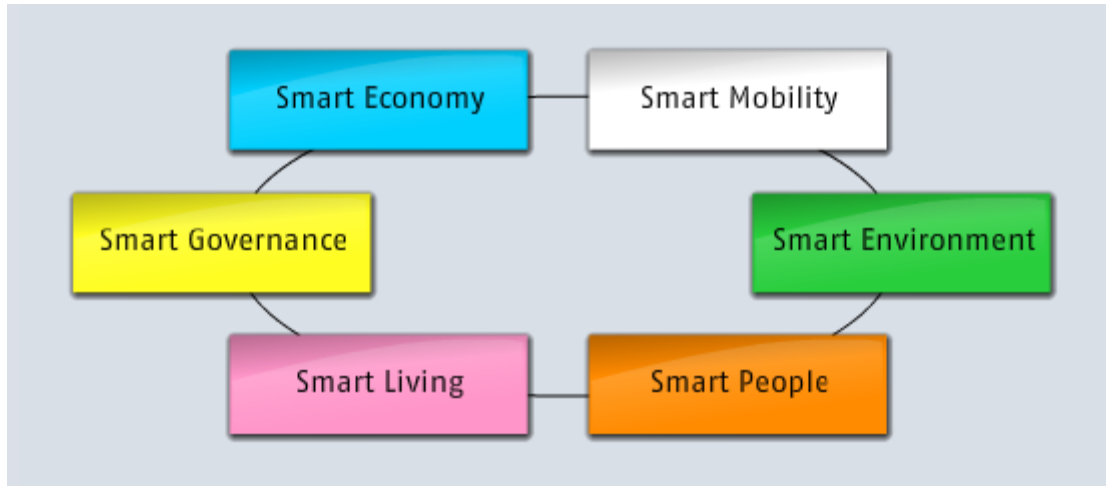 Smart Economy
Smart Mobility
Smart Governance
Smart Environment
Smart Living
Smart People